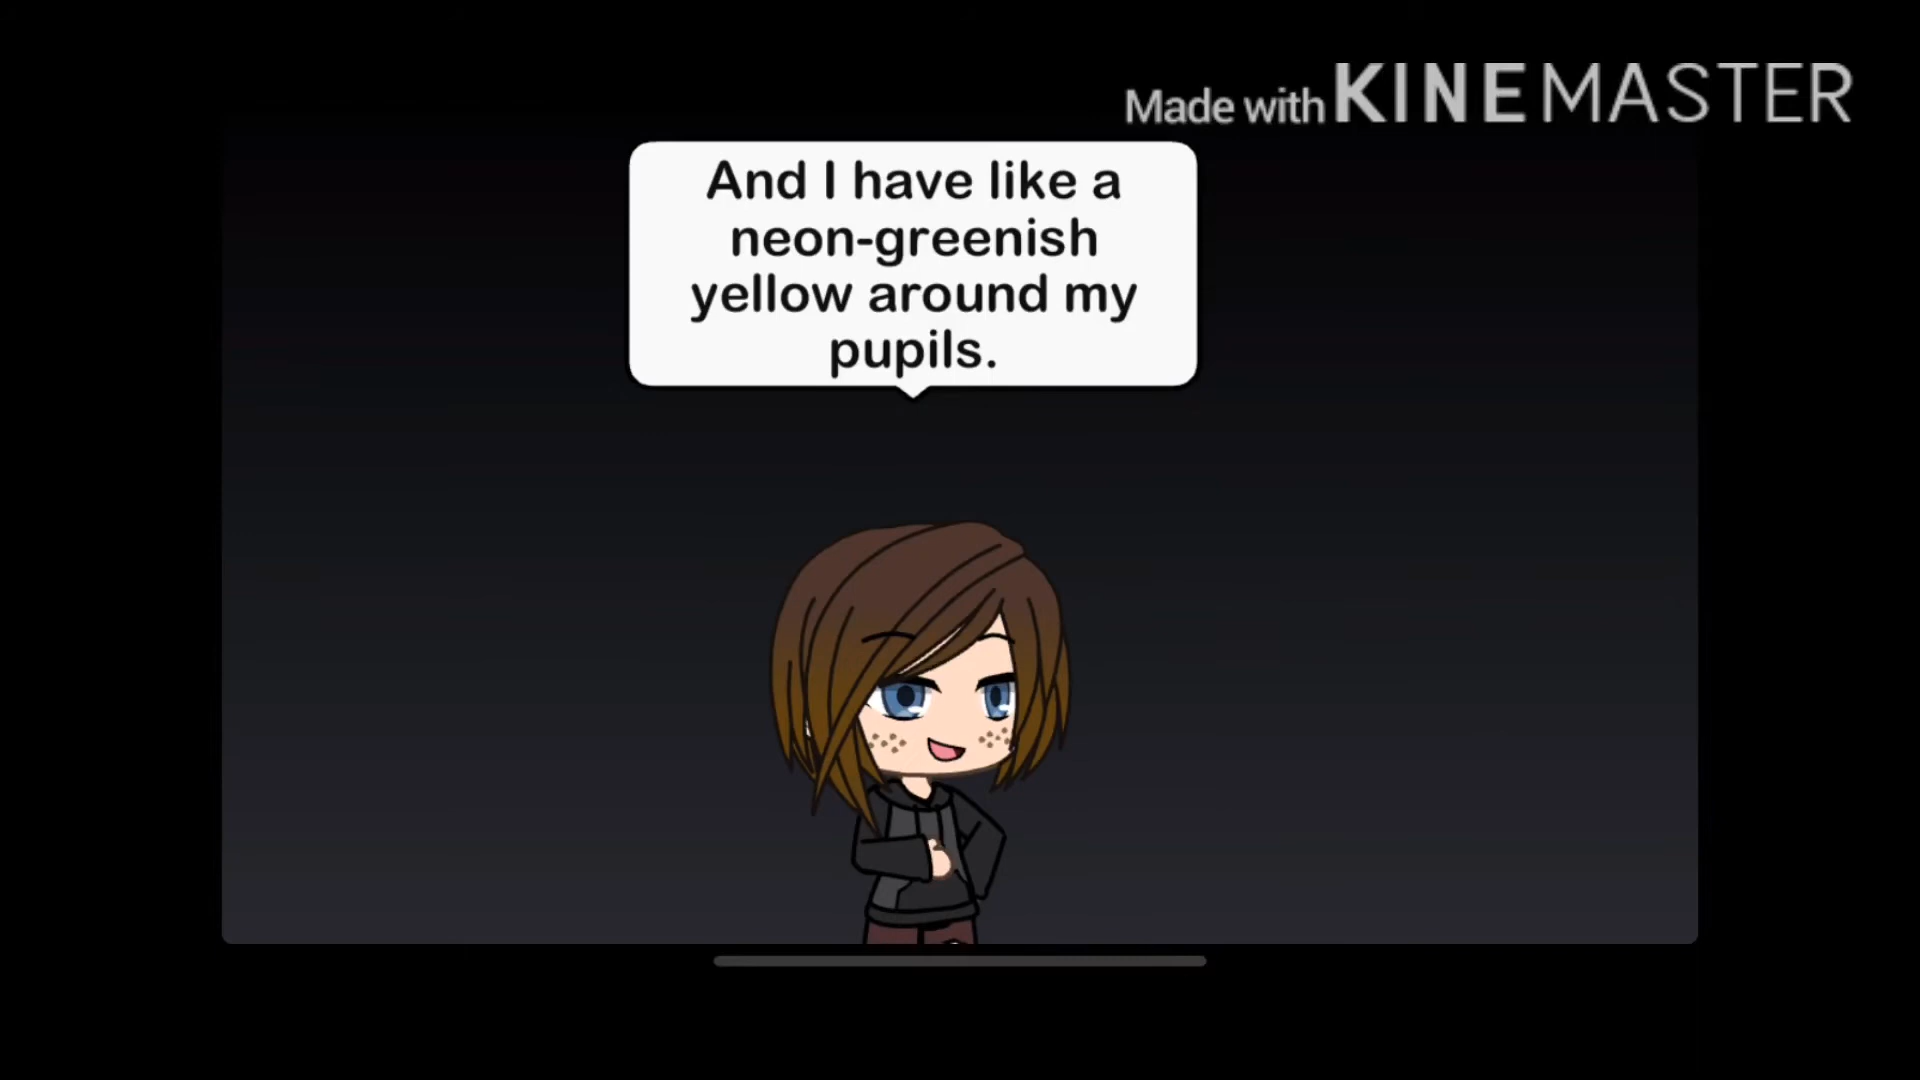 Made with KINEMASTER
And I have like a
neon-greenish
yellow around my
pupils.